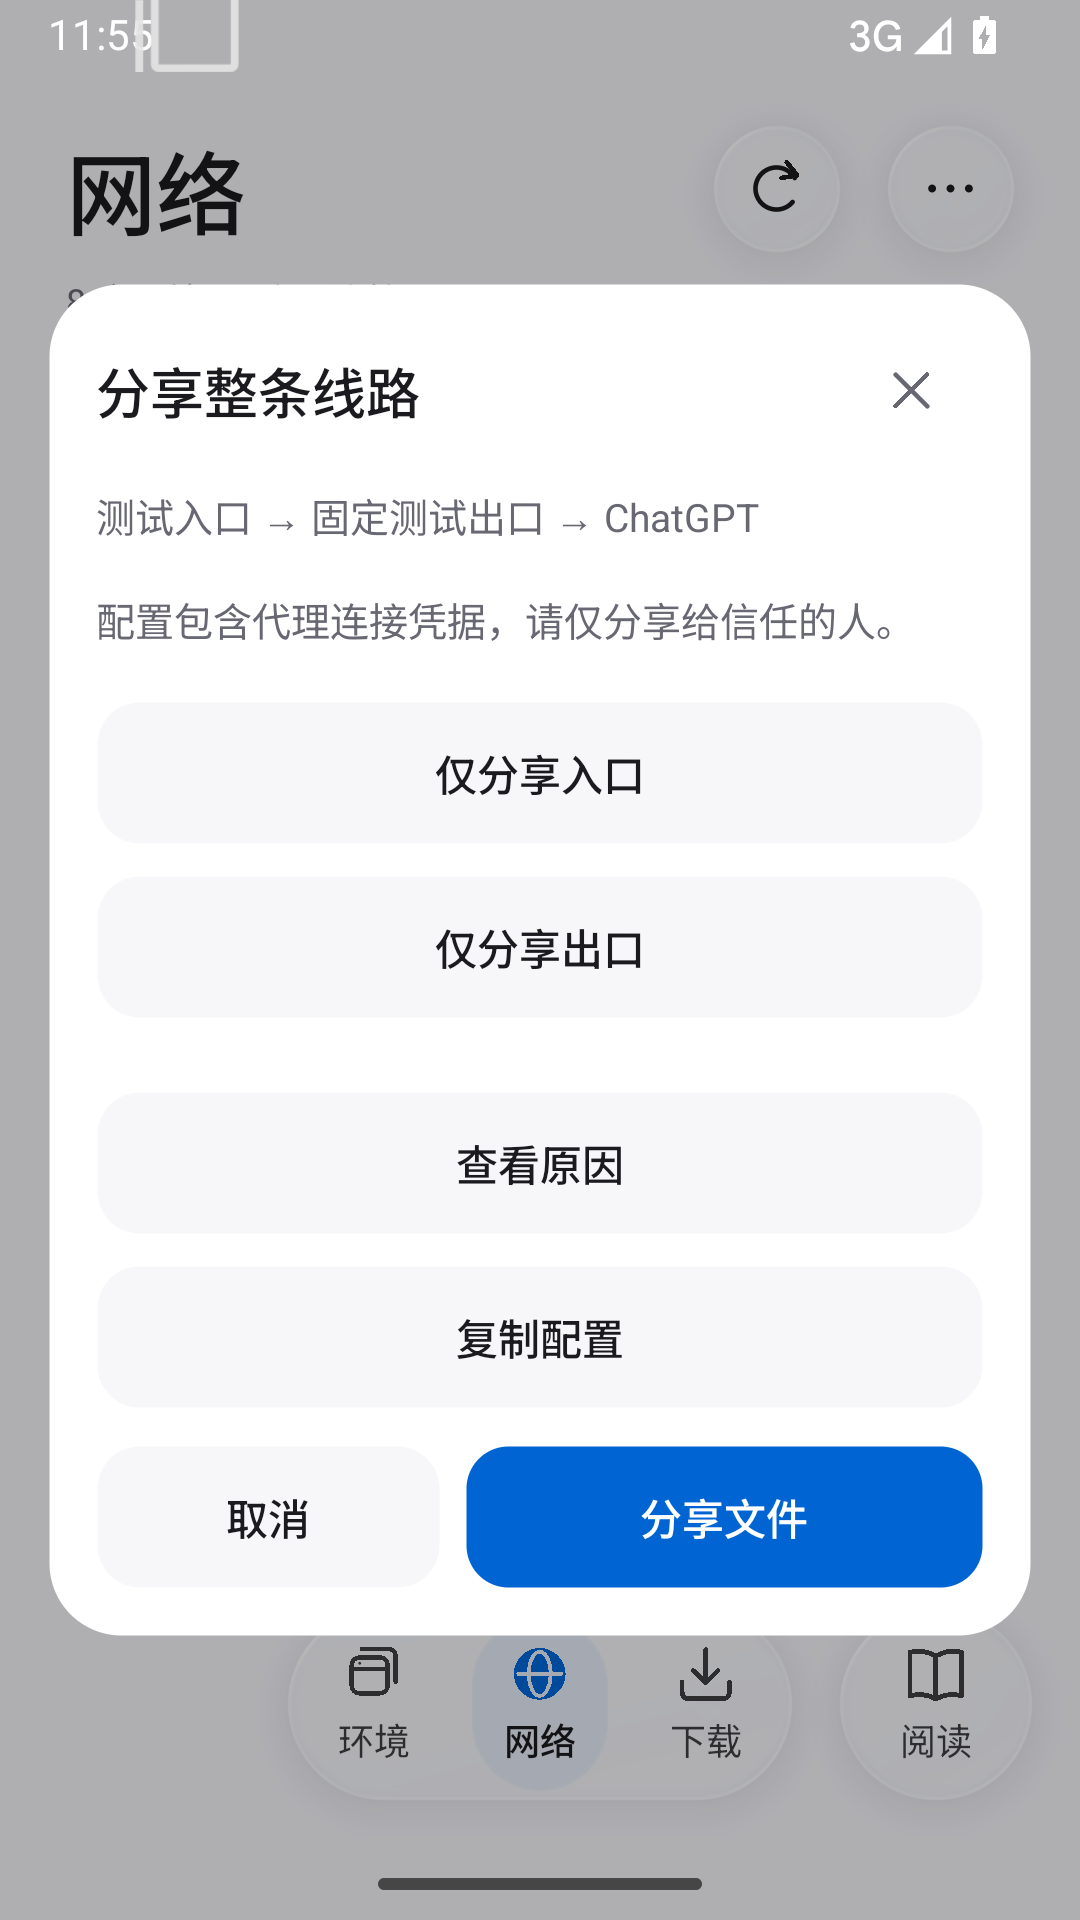 11:55
3G
网络
分享整条线路
测试入口 → 固定测试出口 → ChatGPT
配置包含代理连接凭据，请仅分享给信任的人。
仅分享入口
仅分享出口
查看原因
复制配置
取消
分享文件
环境
网络
下载
阅读